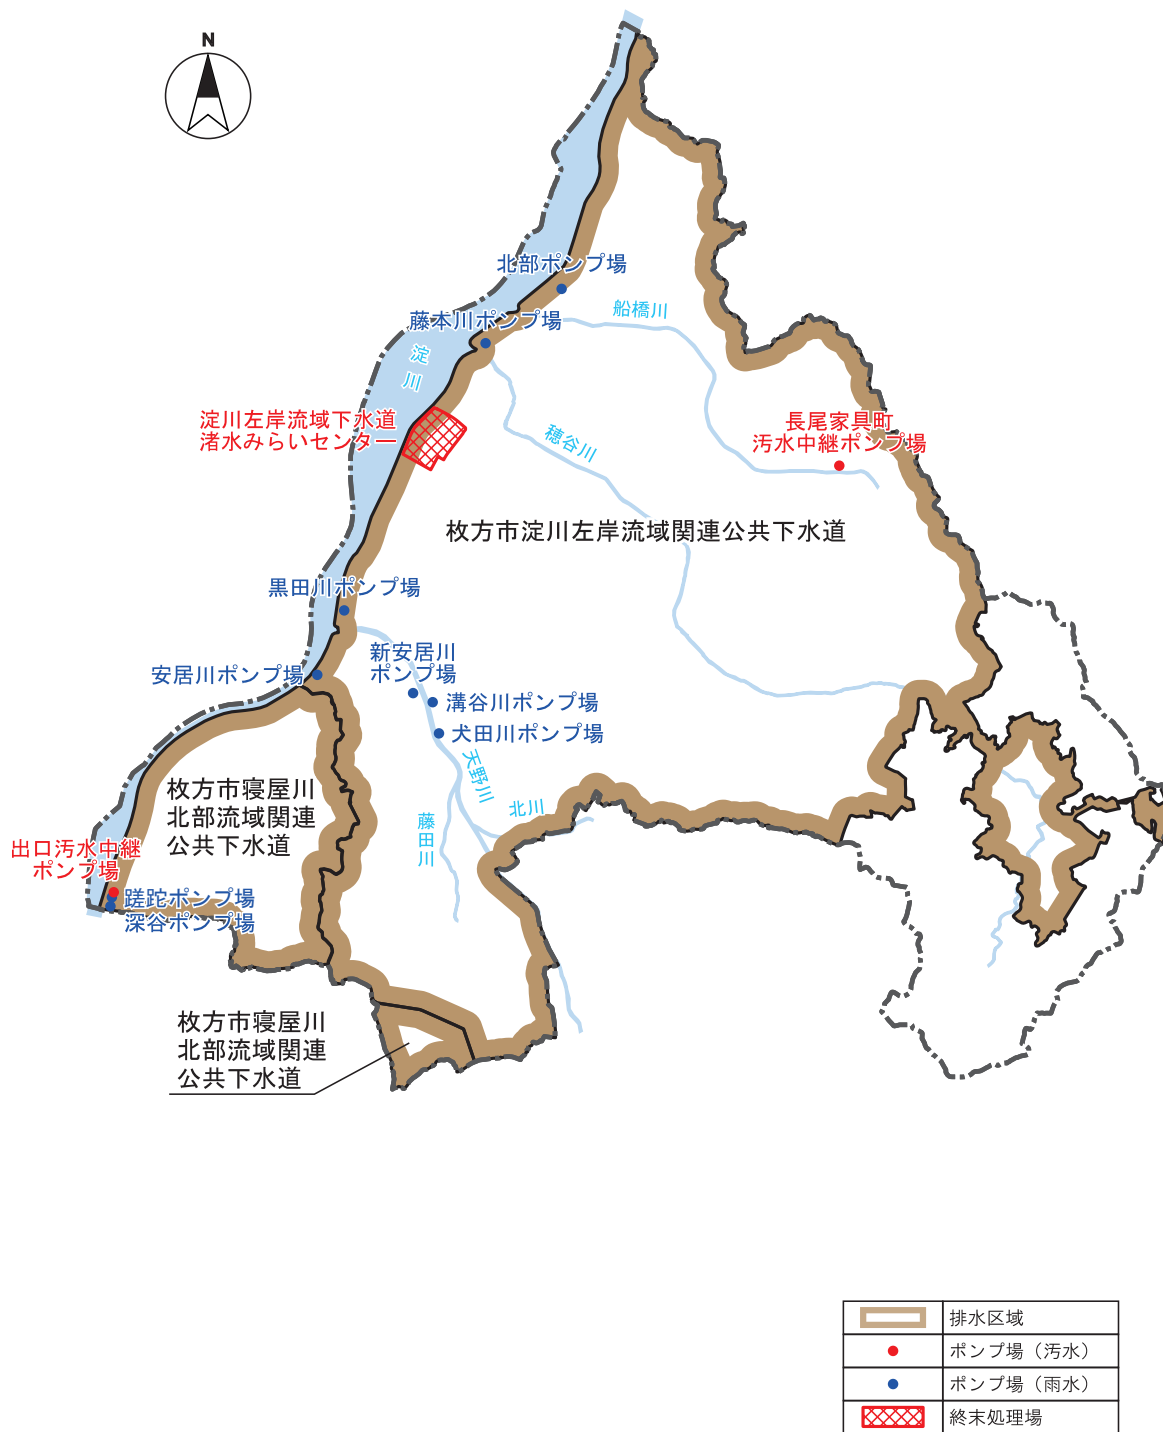 N
北部ポンプ場
船橋川
藤本川ポンプ場
淀
川
淀川左岸流域下水道
渚水みらいセンター
長尾家具町
汚水中継ポンプ場
穂谷川
枚方市淀川左岸流域関連公共下水道
黒田川ポンプ場
新安居川
ポンプ場
安居川ポンプ場
溝谷川ポンプ場
犬田川ポンプ場
天野川
北川
藤
田
川
枚方市寝屋川
北部流域関連
公共下水道
出口汚水中継
ポンプ場
蹉跎ポンプ場
深谷ポンプ場
枚方市寝屋川
北部流域関連
公共下水道
排水区域
ポンプ場（汚水）
ポンプ場（雨水）
終末処理場